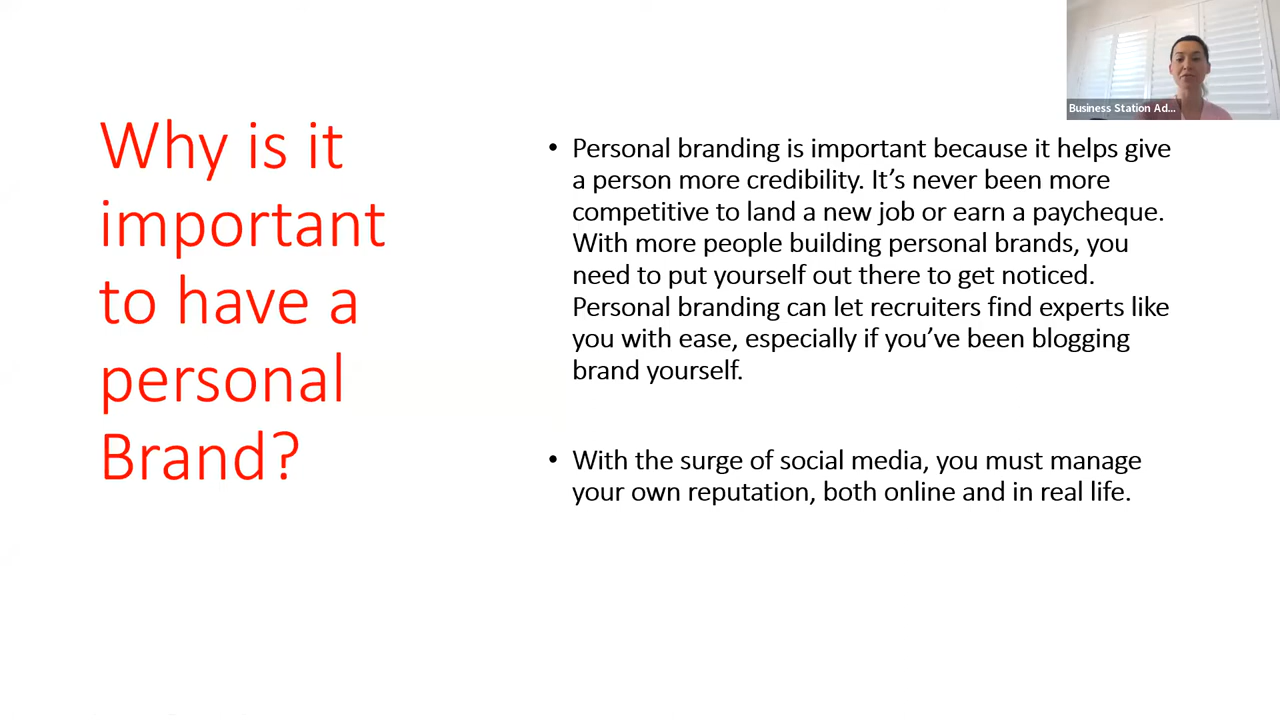 Why is it
important
to have a
personal
Brand?
• Personal branding is important because it helps give
a person more credibility. It’s never been more
competitive to land a new job or earn a paycheque.
With more people building personal brands, you
need to put yourself out there to get noticed.
Personal branding can let recruiters find experts like
you with ease, especially if you’ve been blogging
brand yourself.
• With the surge of social media, you must manage
your own reputation, both online and in real life.
Business Station Ad...